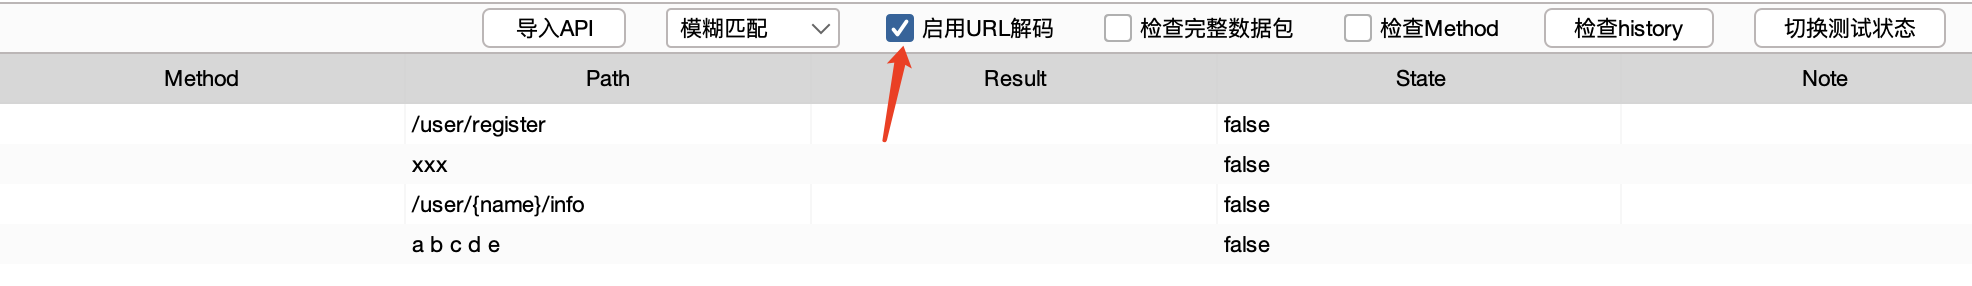 导入API 模糊匹配 启用URL解码 检查完整数据包 检查Method 检查history 切换测试状态
Method Path Result State Note
/user/register false
xxx false
/user/{name}/info false
a b c d e false